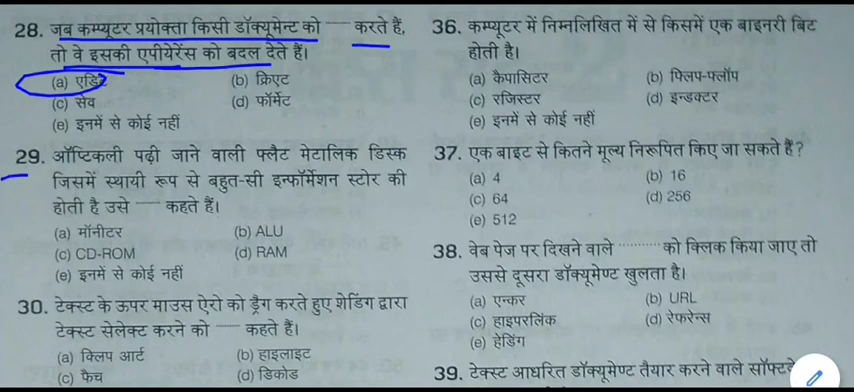 28. जब कम्प्यूटर प्रयोक्ता किसी डॉक्यूमेन्ट को — करते हैं,
तो वे इसकी एपीयेरेंस को बदल देते हैं।
(a) एडिट (b) क्रिएट
(c) सेव (d) फॉर्मेट
(e) इनमें से कोई नहीं
29. ऑप्टिकली पढ़ी जाने वाली फ्लैट मेटालिक डिस्क
जिसमें स्थायी रूप से बहुत-सी इन्फॉर्मेशन स्टोर की
होती है उसे — कहते हैं।
(a) मॉनीटर (b) ALU
(c) CD-ROM (d) RAM
(e) इनमें से कोई नहीं
30. टेक्स्ट के ऊपर माउस ऐरो को ड्रैग करते हुए शेडिंग द्वारा
टेक्स्ट सेलेक्ट करने को — कहते हैं।
(a) क्लिप आर्ट (b) हाइलाइट
(c) फैच (d) डिकोड
36. कम्प्यूटर में निम्नलिखित में से किसमें एक बाइनरी बिट
होती है।
(a) कैपासिटर (b) फ्लिप-फ्लॉप
(c) रजिस्टर (d) इन्डक्टर
(e) इनमें से कोई नहीं
37. एक बाइट से कितने मूल्य निरूपित किए जा सकते हैं?
(a) 4 (b) 16
(c) 64 (d) 256
(e) 512
38. वेब पेज पर दिखने वाले .......... को क्लिक किया जाए तो
उससे दूसरा डॉक्यूमेण्ट खुलता है।
(a) एन्कर (b) URL
(c) हाइपरलिंक (d) रेफरेन्स
(e) हेडिंग
39. टेक्स्ट आधरित डॉक्यूमेण्ट तैयार करने वाले